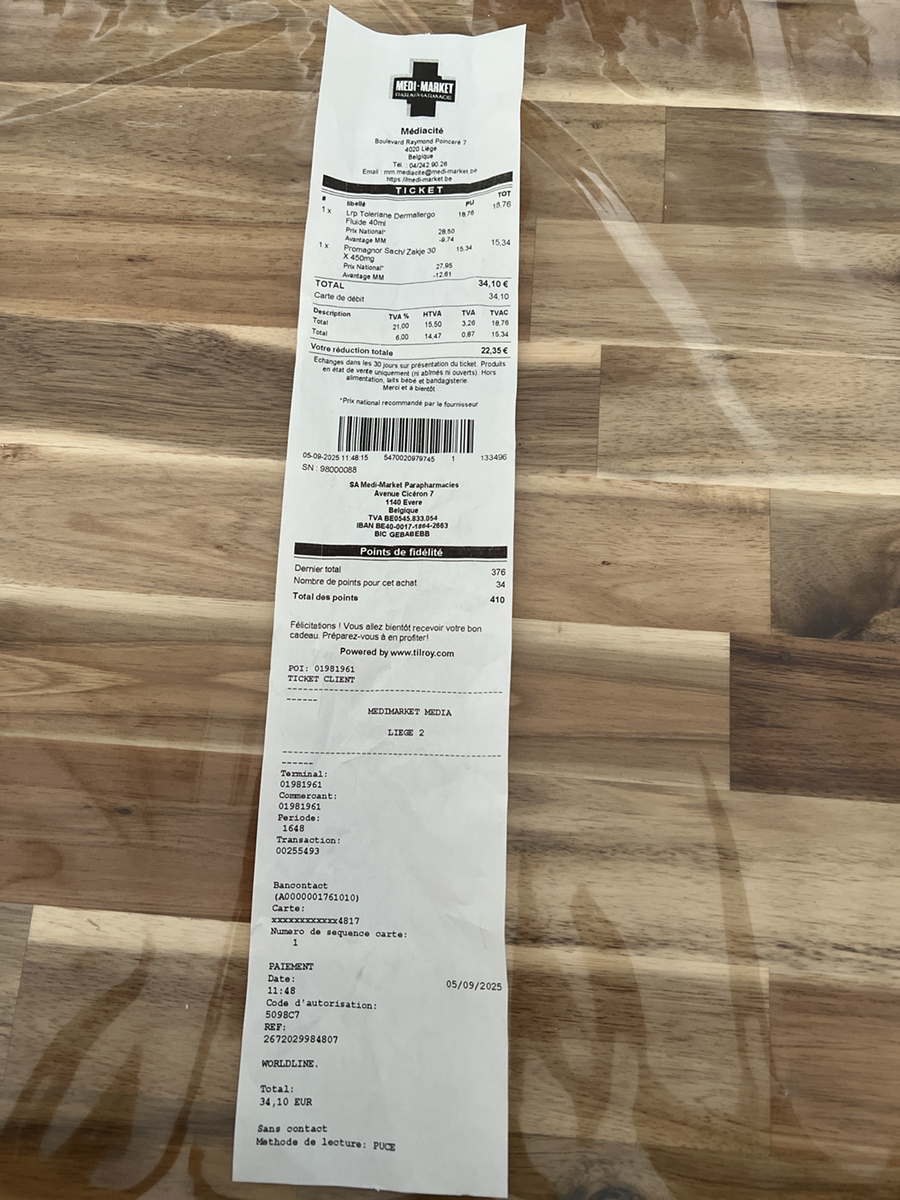 MEDI-MARKET
PARAPHARMACIE
Médiacité
Boulevard Raymond Poincaré 7
4020 Liège
Belgique
Tél. : 04/242.90.26
Email : mm.mediacite@medi-market.be
https://medi-market.be
TICKET
# libellé PU TOT
1 x Lrp Toleriane Dermallergo 18,76 18,76
Fluide 40ml
Prix National* 28,50
Avantage MM -9,74
1 x Promagnor Sach/ Zakje 30 15,34 15,34
X 450mg
Prix National* 27,95
Avantage MM -12,61
TOTAL 34,10 €
Carte de débit 34,10
Description TVA % HTVA TVA TVAC
Total 21,00 15,50 3,26 18,76
Total 6,00 14,47 0,87 15,34
Votre réduction totale 22,35 €
Echanges dans les 30 jours sur présentation du ticket. Produits
en état de vente uniquement (ni abîmés ni ouverts). Hors
alimentation, laits bébé et bandagisterie.
Merci et à bientôt
*Prix national recommandé par le fournisseur
05-09-2025 11:48:15 5470020979745 1 133496
SN : 98000088
SA Medi-Market Parapharmacies
Avenue Cicéron 7
1140 Evere
Belgique
TVA BE0545.833.054
IBAN BE40-0017-1864-2663
BIC GEBABEBB
Points de fidélité
Dernier total 376
Nombre de points pour cet achat 34
Total des points 410
Félicitations ! Vous allez bientôt recevoir votre bon
cadeau. Préparez-vous à en profiter!
Powered by www.tilroy.com
POI: 01981961
TICKET CLIENT
MEDIMARKET MEDIA
LIEGE 2
Terminal:
01981961
Commercant:
01981961
Periode:
1648
Transaction:
00255493
Bancontact
(A0000001761010)
Carte:
xxxxxxxxxxxx4817
Numero de sequence carte:
1
PAIEMENT
Date: 05/09/2025
11:48
Code d'autorisation:
5098C7
REF:
2672029984807
WORLDLINE.
Total:
34,10 EUR
Sans contact
Methode de lecture: PUCE